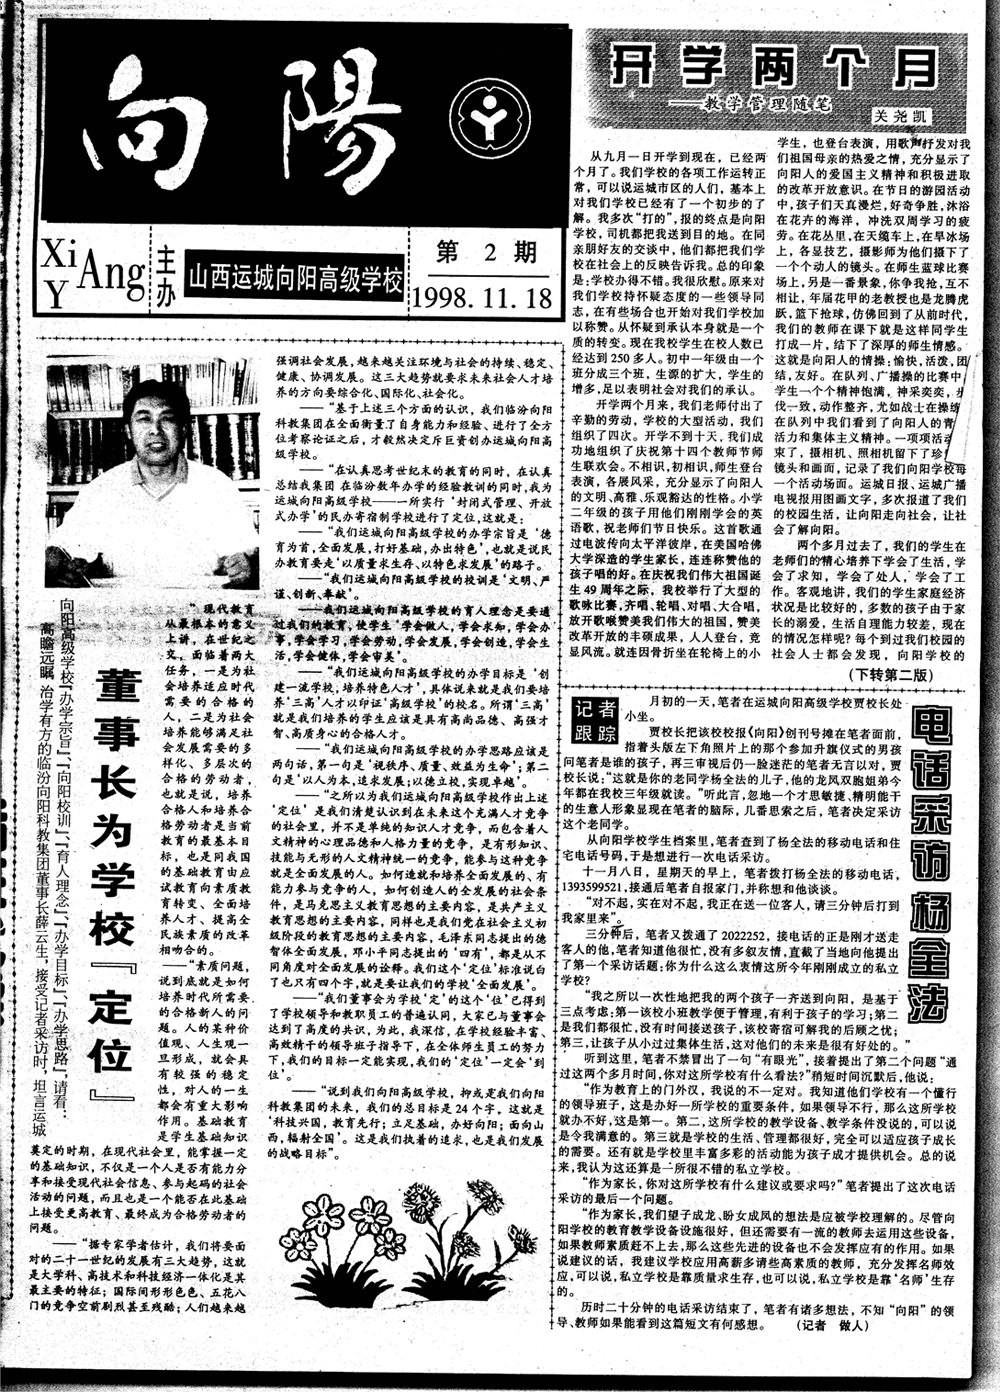 向陽
Xi
Y
Ang
主办
山西运城向阳高级学校
第 2 期
1998.11.18
开学两个月
——教学管理随笔
关尧凯
从九月一日开学到现在，已经两
个月了。我们学校的各项工作运转正
常，可以说运城市区的人们，基本上
对我们学校已经有了一个初步的了
解。我多次“打的”，报的终点是向阳
学校，司机都把我送到目的地。在同
亲朋好友的交谈中，他们都把我们学
校在社会上的反映告诉我。总的印象
是：学校办得不错。我很欣慰。原来对
我们学校持怀疑态度的一些领导同
志，在有些场合也开始对我们学校加
以称赞。从怀疑到承认本身就是一个
质的转变。现在我校学生在校人数已
经达到250多人。初中一年级由一个
班分成三个班，生源的扩大，学生的
增多，足以表明社会对我们的承认。
开学两个月来，我们老师付出了
辛勤的劳动，学校的大型活动，我们
组织了四次。开学不到十天，我们成
功地组织了庆祝第十四个教师节师
生联欢会。不相识，初相识，师生登台
表演，各展风采，充分显示了向阳人
的文明、高雅、乐观豁达的性格。小学
二年级的孩子用他们刚刚学会的英
语歌，祝老师们节日快乐。这首歌通
过电波传向太平洋彼岸，在美国哈佛
大学深造的学生家长，连连称赞他的
孩子唱的好。在庆祝我们伟大祖国诞
生49周年之际，我校举行了大型的
歌咏比赛，齐唱、轮唱、对唱、大合唱，
放开歌喉赞美我们伟大的祖国，赞美
改革开放的丰硕成果，人人登台，竞
显风流。就连因骨折坐在轮椅上的小
学生，也登台表演，用歌声抒发对我
们祖国母亲的热爱之情，充分显示了
向阳人的爱国主义精神和积极进取
的改革开放意识。在节日的游园活动
中，孩子们天真漫烂，好奇争胜，沐浴
在花卉的海洋，冲洗双周学习的疲
劳。在花丛里，在天缆车上，在旱冰场
上，各显技艺，摄影师为他们摄下了
一个个动人的镜头。在师生蓝球比赛
场上，另是一番景象，你争我抢，互不
相让，年届花甲的老教授也是龙腾虎
跃，篮下抢球，仿佛回到了从前时代，
我们的教师在课下就是这样同学生
打成一片，结下了深厚的师生情感。
这就是向阳人的情操：愉快，活泼，团
结，友好。在队列、广播操的比赛中
学生一个个精神饱满，神采奕奕，
伐一致，动作整齐，尤如战士在操练
在队列中我们看到了向阳人的青
活力和集体主义精神。一项项活
束了，摄相机、照相机留下了珍
镜头和画面，记录了我们向阳学校每
一个活动场面。运城日报、运城广播
电视报用图画文字，多次报道了我们
的校园生活，让向阳走向社会，让社
会了解向阳。
两个多月过去了，我们的学生在
老师们的精心培养下学会了生活，学
会了求知，学会了处人，学会了工
作。客观地讲，我们的学生家庭经济
状况是比较好的，多数的孩子由于家
长的溺爱，生活自理能力较差，现在
的情况怎样呢？每个到过我们校园的
社会人士都会发现，向阳学校的
（下转第二版）
向阳高级学校『办学宗旨』、『向阳校训』、『育人理念』、『办学目标』、『办学思路』，请看：
高瞻远瞩 治学有方的临汾向阳科教集团董事长薛云生，接受记者采访时，坦言运城
董事长为学校『定位』
“现代教育
从最根本的意义
上讲，在世纪之
交，面临着两大
任务，一是为社
会培养适应时代
需要的合格的
人，二是为社会
培养能够满足社
会发展需要的多
样化、多层次的
合格的劳动者，
也就是说，培养
合格人和培养合
格劳动者是当前
教育的最基本目
标，也是同我国
的基础教育由应
试教育向素质教
育转变、全面培
养人才、提高全
民族素质的改革
相吻合的。
——“素质问题，
说到底就是如何
培养时代所需要
的合格新人的问
题。人的某种价
值观、人生观一
旦形成，就会具
有较强的稳定
性，对人的一生
都会有重大影响
作用。基础教育
是学生基础知识
奠定的时期，在现代社会里，能掌握一定
的基础知识，不仅是一个人是否有能力分
享和接受现代社会信息、参与起码的社会
活动的问题，而且也是一个能否在此基础
上接受更高教育、最终成为合格劳动者的
问题。
——“据专家学者估计，我们将要面
对的二十一世纪的发展有三大趋势，这就
是大学科、高技术和科技经济一体化是其
最主要的特征；国际间形形色色、五花八
门的竞争空前剧烈甚至残酷；人们越来越
强调社会发展，越来越关注环境与社会的持续、稳定、
健康、协调发展。这三大趋势就要求未来社会人才培养
的方向要综合化、国际化、社会化。
——“基于上述三个方面的认识，我们临汾向阳
科教集团在全面衡量了自身能力和经验、进行了全方
位考察论证之后，才毅然决定斥巨资创办运城向阳高
级学校。
——“在认真思考世纪末的教育的同时，在认真
总结我集团在临汾数年办学的经验教训的同时，我为
运城向阳高级学校——一所实行‘封闭式管理、开放
式办学’的民办寄宿制学校进行了定位，这就是：
——“我们运城向阳高级学校的办学宗旨是‘德
育为首，全面发展，打好基础，办出特色’，也就是说民
办教育要走‘以质量求生存、以特色求发展’的路子。
——“我们运城向阳高级学校的校训是‘文明、严
谨、创新、奉献’。
——我们运城向阳高级学校的育人理念是要通
过我们的教育，使学生‘学会做人，学会求知，学会办
事，学会学习，学会劳动，学会发展，学会创造，学会生
活，学会健体，学会审美’。
——“我们运城向阳高级学校的办学目标是‘创
建一流学校，培养特色人才’，具体说来就是我们要培
养‘三高’人才以印证‘高级学校’的校名。所谓‘三高’
就是我们培养的学生应该是具有高尚品德、高强才
智、高质身心的合格人才。
——“我们运城向阳高级学校的办学思路应该是
两句话，第一句是‘视秩序、质量、效益为生命’；第二
句是‘以人为本，追求发展；以德立校，实现卓越’。
——“之所以为我们运城向阳高级学校作出上述
‘定位’是我们清楚认识到在未来这个充满人才竞争
的社会里，并不是单纯的知识人才竞争，而包含着人
文精神的心理品德和人格力量的竞争，是有形知识、
技能与无形的人文精神统一的竞争，能参与这种竞争
就是全面发展的人。如何造就和培养全面发展的、有
能力参与竞争的人，如何创造人的全发展的社会条
件，是马克思主义教育思想的主要内容，是共产主义
教育思想的主要内容，同样也是我们党在社会主义初
级阶段的教育思想的主要内容，毛泽东同志提出的德
智体全面发展，邓小平同志提出的‘四有’，都是从不
同角度对全面发展的诠释。我们这个‘定位’标准说白
了也只有四个字，就是要让我们的学校‘全面发展’。
——“我们董事会为学校‘定’的这个‘位’已得到
了学校领导和教职员工的普遍认同，大家已与董事会
达到了高度的共识，为此，我深信，在学校经验丰富、
高效精干的领导班子指导下，在全体师生员工的努力
下，我们的目标一定能实现，我们的‘定位’一定会‘到
位’。
——“说到我们向阳高级学校，抑或是我们向阳
科教集团的未来，我们的总目标是24个字，这就是
‘科技兴国，教育先行；立足基础，办好向阳；面向山
西，辐射全国’。这是我们执着的追求，也是我们发展
的战略目标”。
记者
跟踪
电话采访杨全法
月初的一天，笔者在运城向阳高级学校贾校长处
小坐。
贾校长把该校校报《向阳》创刊号摊在笔者面前，
指着头版左下角照片上的那个参加升旗仪式的男孩
问笔者是谁的孩子，再三审视后仍一脸迷茫的笔者无言以对，贾
校长说：“这就是你的老同学杨全法的儿子，他的龙凤双胞姐弟今
年都在我校三年级就读。”听此言，忽地一个才思敏捷、精明能干
的生意人形象显现在笔者的脑际，几番思索之后，笔者决定采访
这个老同学。
从向阳学校学生档案里，笔者查到了杨全法的移动电话和住
宅电话号码，于是想进行一次电话采访。
十一月八日，星期天的早上，笔者拨打杨全法的移动电话，
1393599521，接通后笔者自报家门，并称想和他谈谈。
“对不起，实在对不起，我正在送一位客人，请三分钟后打到
我家里来”。
三分钟后，笔者又拨通了2022252，接电话的正是刚才送走
客人的他，笔者知道他很忙，没有多叙友情，直截了当地向他提出
了第一个采访话题：你为什么这么衷情这所今年刚刚成立的私立
学校？
“我之所以一次性地把我的两个孩子一齐送到向阳，是基于
三点考虑：第一该校小班教学便于管理，有利于孩子的学习；第二
是我们都很忙，没有时间接送孩子，该校寄宿可解我的后顾之忧；
第三，让孩子从小过过集体生活，这对他们的未来是很有好处的。”
听到这里，笔者不禁冒出了一句“有眼光”，接着提出了第二个问题“通
过这两个多月时间，你对这所学校有什么看法？”稍短时间沉默后，他说：
“作为教育上的门外汉，我说的不一定对。我知道他们学校有一个懂行
的领导班子，这是办好一所学校的重要条件，如果领导不行，那么这所学校
就办不好，这是第一。第二，这所学校的教学设备、教学条件没说的，可以说
是令我满意的。第三就是学校的生活、管理都很好，完全可以适应孩子成长
的需要。还有就是学校里丰富多彩的活动能为孩子成才提供机会。总的说
来，我认为这还算是一所很不错的私立学校。
“作为家长，你对这所学校有什么建议或要求吗？”笔者提出了这次电话
采访的最后一个问题。
“作为家长，我们望子成龙、盼女成凤的想法是应被学校理解的。尽管向
阳学校的教育教学设备设施很好，但还需要有一流的教师去运用这些设备，
如果教师素质赶不上去，那么这些先进的设备也不会发挥应有的作用。如果
说建议的话，我建议学校应用高薪多请些高素质的教师，充分发挥名师效
应，可以说，私立学校是靠质量求生存，也可以说，私立学校是靠‘名师’生存
的。
历时二十分钟的电话采访结束了，笔者有诸多想法，不知“向阳”的领
导、教师如果能看到这篇短文有何感想。 （记者 做人）